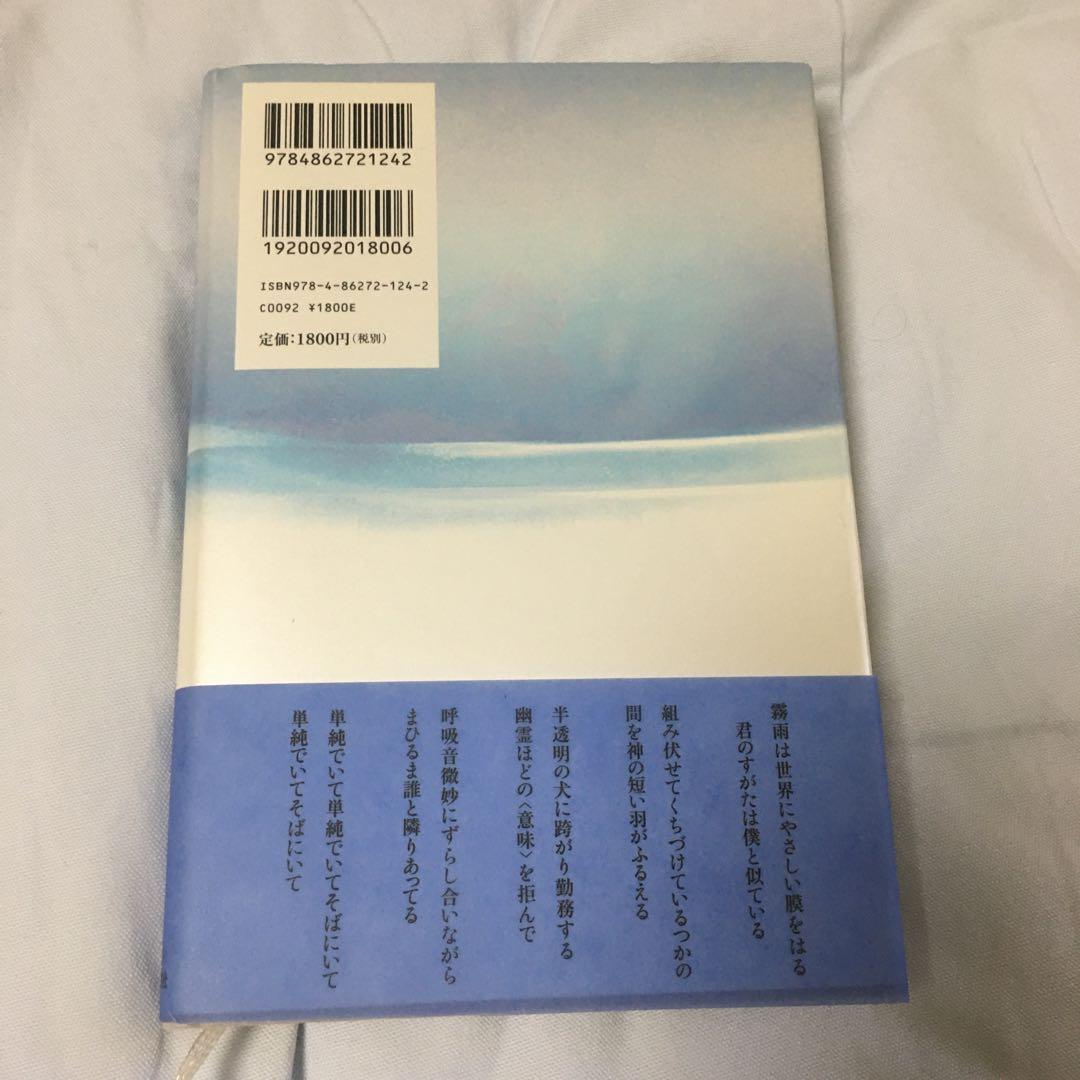 9784862721242
1920092018006
ISBN978-4-86272-124-2
C0092 ¥1800E
定価:1800円(税別)
霧雨は世界にやさしい膜をはる
君のすがたは僕と似ている
組み伏せてくちづけているつかの
間を神の短い羽がふるえる
半透明の犬に跨がり勤務する
幽霊ほどの〈意味〉を拒んで
呼吸音微妙にずらし合いながら
まひるま誰と隣りあってる
単純でいて単純でいてそばにいて
単純でいてそばにいて